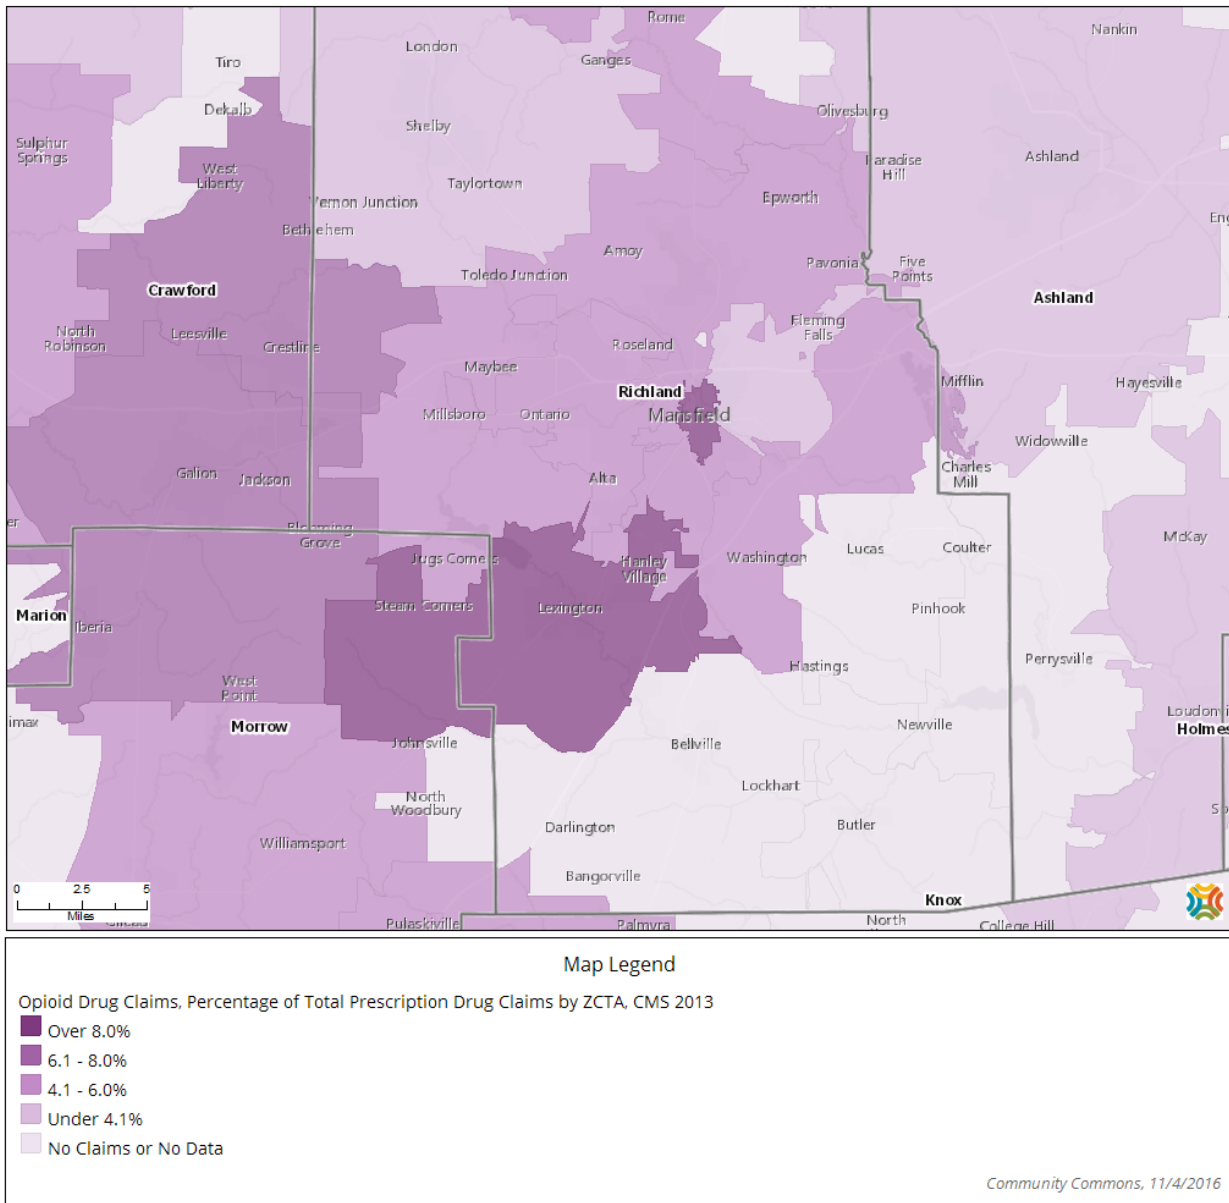 Rome
Nankin
London
Ganges
Tiro
Dekalb
Olivesburg
Shelby
Sulphur
Springs
Paradise
Hill
Ashland
West
Liberty
Taylortown
Epworth
Vernon Junction
Bethlehem
Amoy
Pavonia
Five
Points
Toledo Junction
Crawford
Ashland
North
Robinson
Leesville
Crestline
Roseland
Fleming
Falls
Maybee
Richland
Mifflin
Hayesville
Millsboro
Ontario
Mansfield
Widowville
Galion
Jackson
Alta
Charles
Mill
Blooming
Grove
McKay
Jugs Corners
Hanley
Village
Washington
Lucas
Coulter
Steam Corners
Lexington
Pinhook
Marion
Iberia
Perrysville
Hastings
West
Point
Morrow
Johnsville
Bellville
Newville
Holmes
Lockhart
North
Woodbury
Darlington
Butler
Williamsport
Bangorville
Knox
0 2.5 5
Miles
Pulaskiville
Palmyra
North
College Hill
Map Legend
Opioid Drug Claims, Percentage of Total Prescription Drug Claims by ZCTA, CMS 2013
Over 8.0%
6.1 - 8.0%
4.1 - 6.0%
Under 4.1%
No Claims or No Data
Community Commons, 11/4/2016